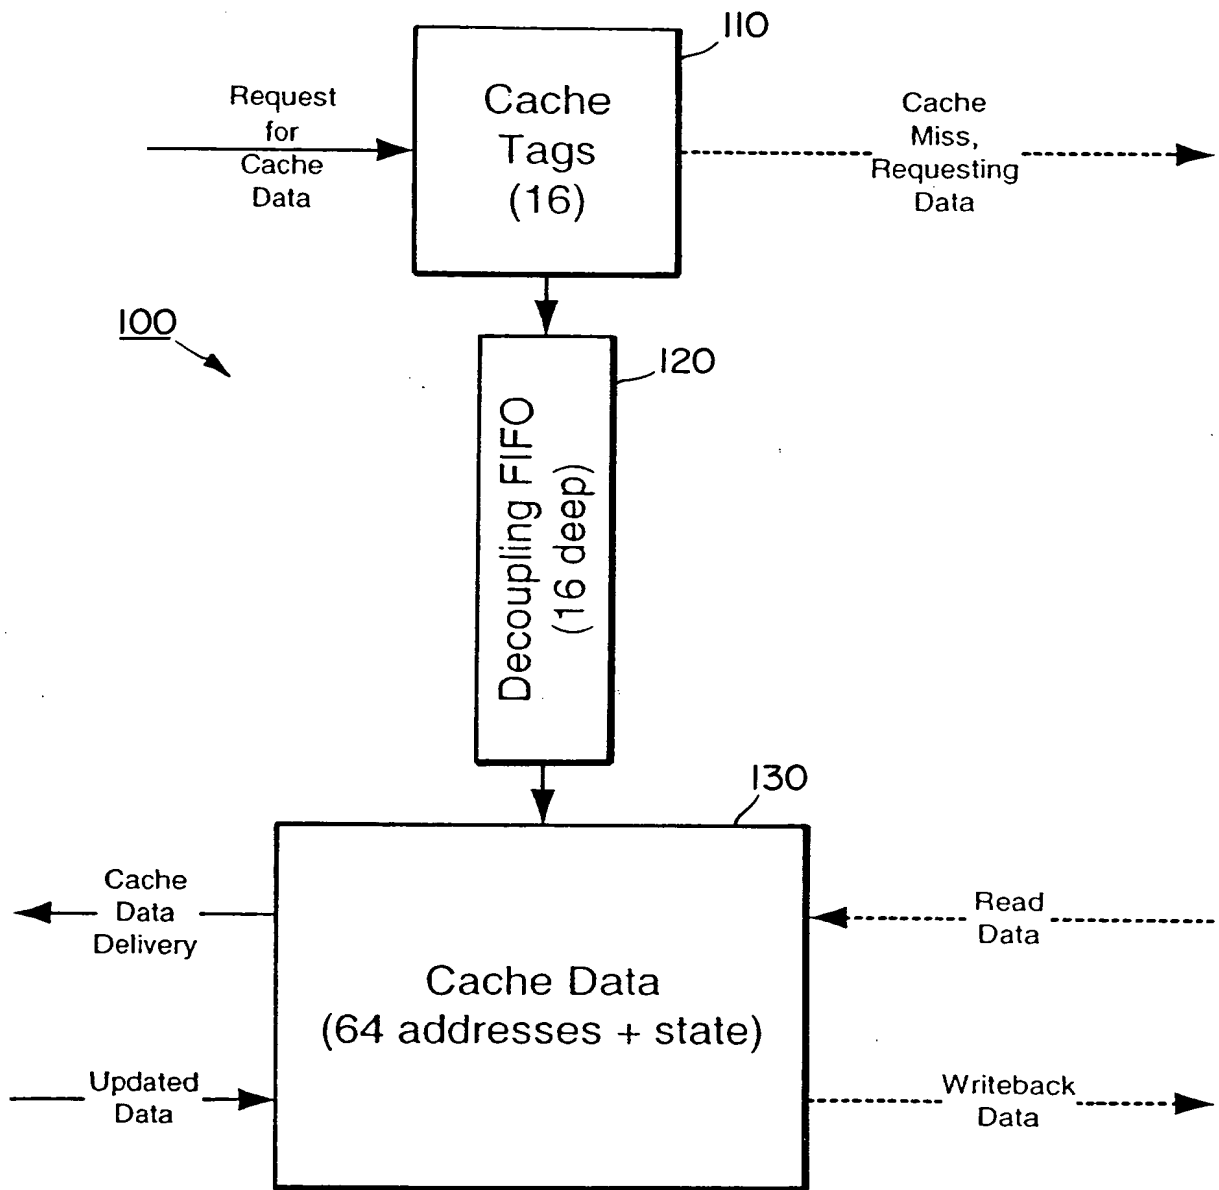 110
Request
for
Cache
Data
Cache
Tags
(16)
Cache
Miss,
Requesting
Data
100
120
Decoupling FIFO
(16 deep)
130
Cache
Data
Delivery
Read
Data
Cache Data
(64 addresses + state)
Updated
Data
Writeback
Data